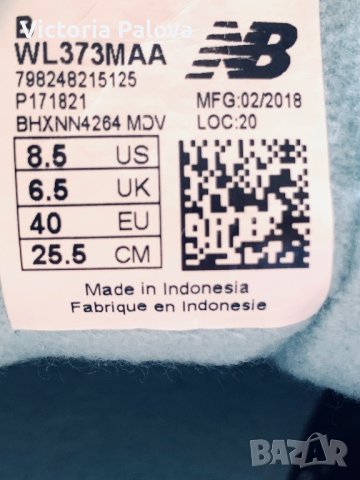 Victoria Palova
B
WL373MAA
798248215125
P171821
BHXNN4264 MDV
NB
MFG:02/2018
LOC:20
8.5 US
6.5 UK
40 EU
25.5 CM
Made in Indonesia
Fabrique en Indonesie
BAZAR